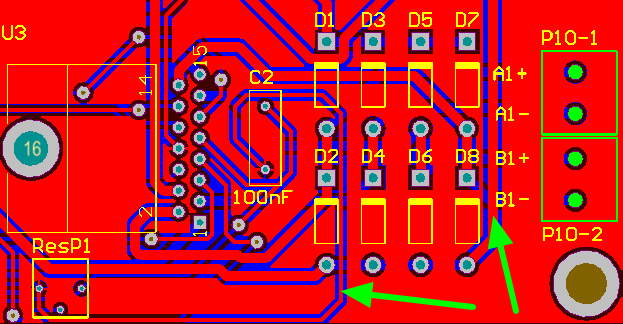 U3
D1 D3 D5 D7
P10-1
15
14
C2
A1+
A1-
16
D2 D4 D6 D8
B1+
100nF
B1-
2
1
P10-2
ResP1